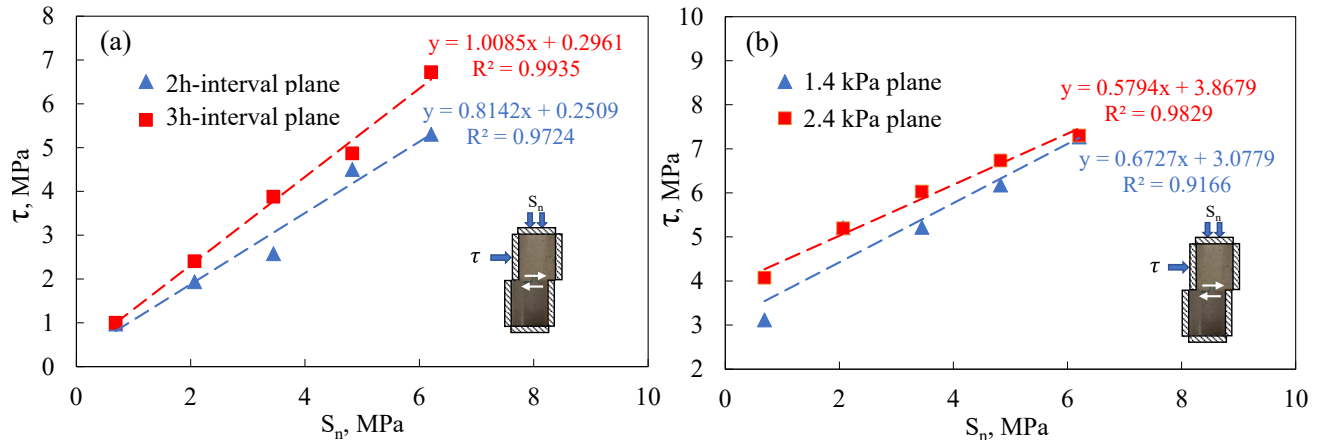 (a)
2h-interval plane
3h-interval plane
y = 1.0085x + 0.2961
R² = 0.9935
y = 0.8142x + 0.2509
R² = 0.9724
Sn
τ
τ, MPa
8
7
6
5
4
3
2
1
0
0 2 4 6 8 10
Sn, MPa
(b)
1.4 kPa plane
2.4 kPa plane
y = 0.5794x + 3.8679
R² = 0.9829
y = 0.6727x + 3.0779
R² = 0.9166
Sn
τ
τ, MPa
10
9
8
7
6
5
4
3
2
0 2 4 6 8 10
Sn, MPa